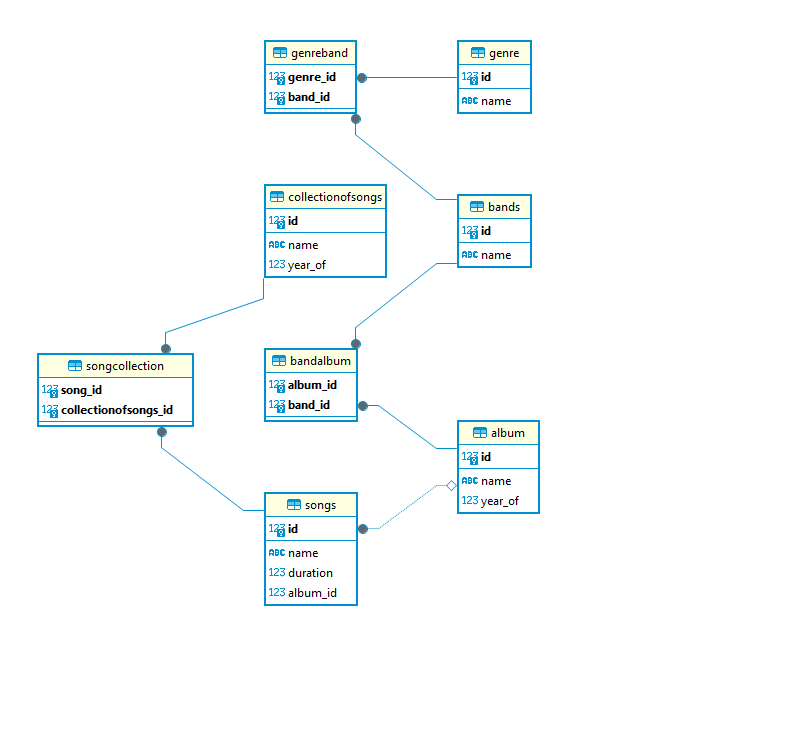 genreband
123 genre_id
123 band_id
genre
123 id
ABC name
collectionofsongs
123 id
ABC name
123 year_of
bands
123 id
ABC name
songcollection
123 song_id
123 collectionofsongs_id
bandalbum
123 album_id
123 band_id
album
123 id
ABC name
123 year_of
songs
123 id
ABC name
123 duration
123 album_id